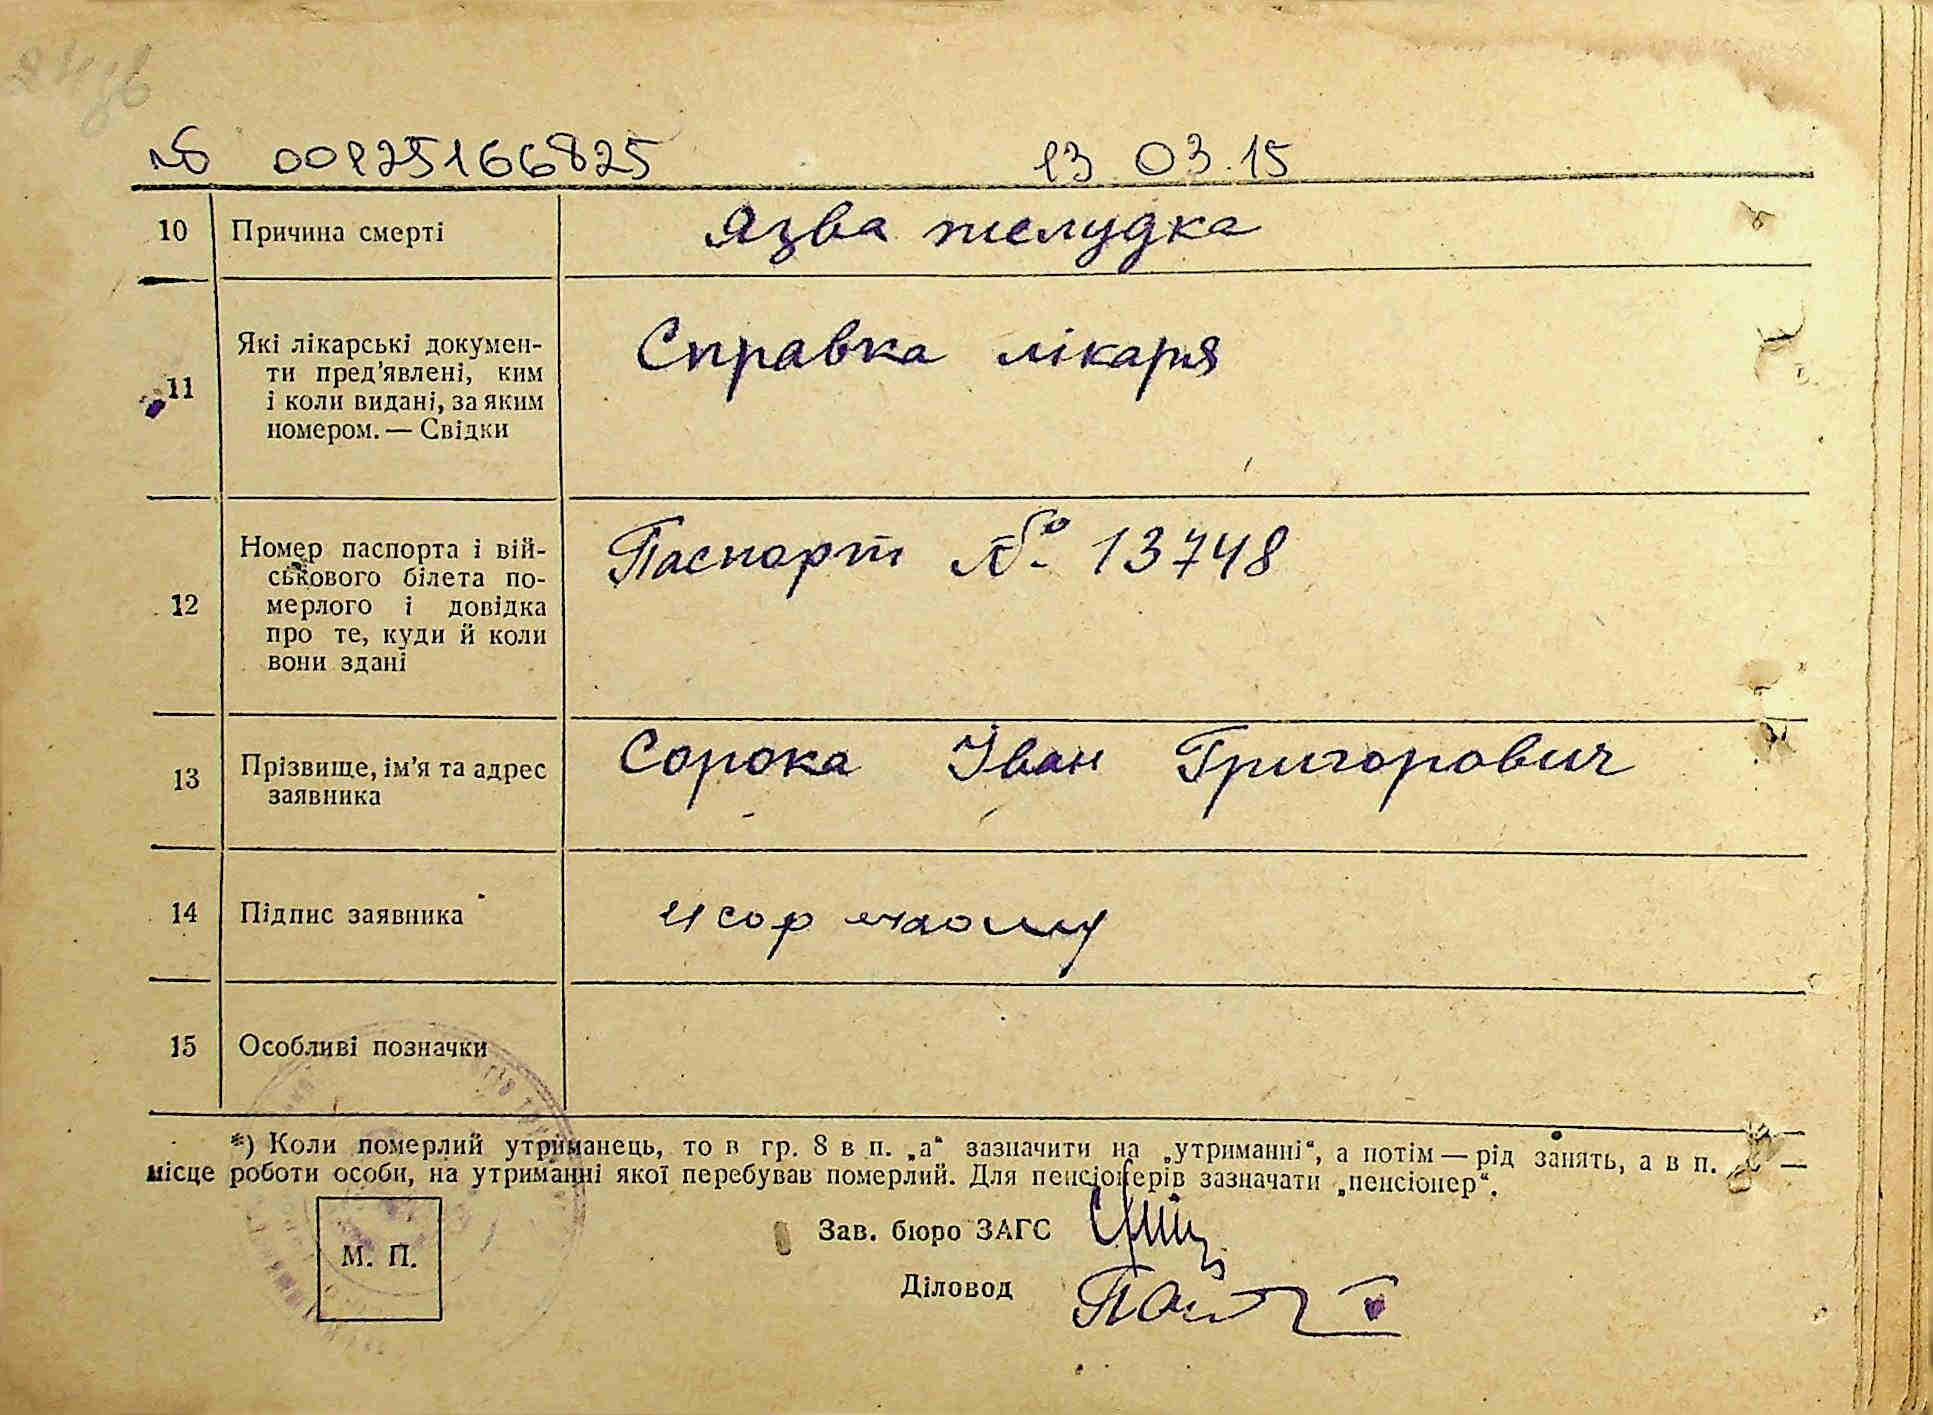 № 00925166825 13 03.15
10 Причина смерті Язва желудка
11 Які лікарські докумен-
ти пред'явлені, ким
і коли видані, за яким
номером. — Свідки
Справка лікаря
12 Номер паспорта і вій-
ськового білета по-
мерлого і довідка
про те, куди й коли
вони здані
Паспорт № 13748
13 Прізвище, ім'я та адрес
заявника
Сорока Іван Григорович
14 Підпис заявника
15 Особливі позначки
*) Коли померлий утриманець, то в гр. 8 в п. „а“ зазначити на „утриманні“, а потім — рід занять, а в п. —
місце роботи особи, на утриманні якої перебував померлий. Для пенсіонерів зазначати „пенсіонер“.
М. П.
Зав. бюро ЗАГС
Діловод